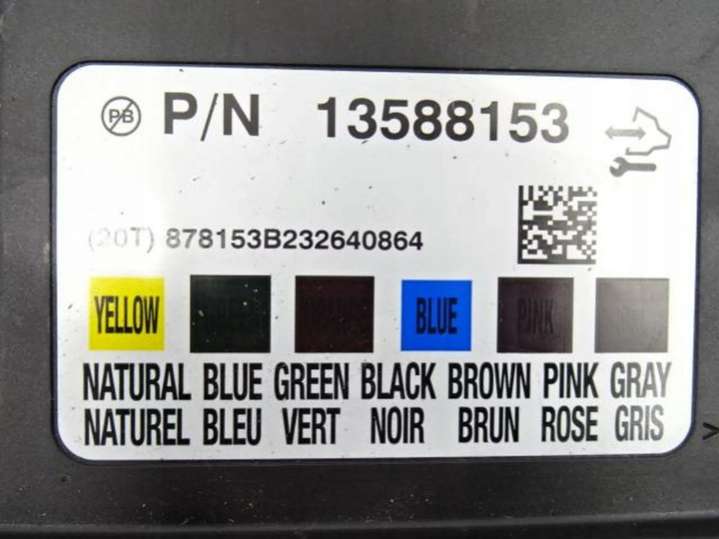 PB P/N 13588153
(20T) 878153B232640864
YELLOW BLUE PINK
NATURAL BLUE GREEN BLACK BROWN PINK GRAY
NATUREL BLEU VERT NOIR BRUN ROSE GRIS